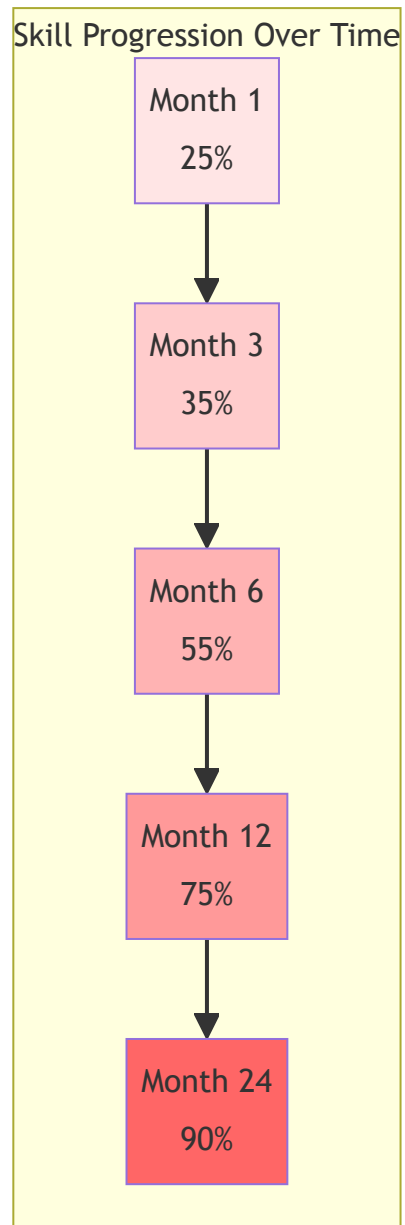 Skill Progression Over Time
Month 1
25%
Month 3
35%
Month 6
55%
Month 12
75%
Month 24
90%